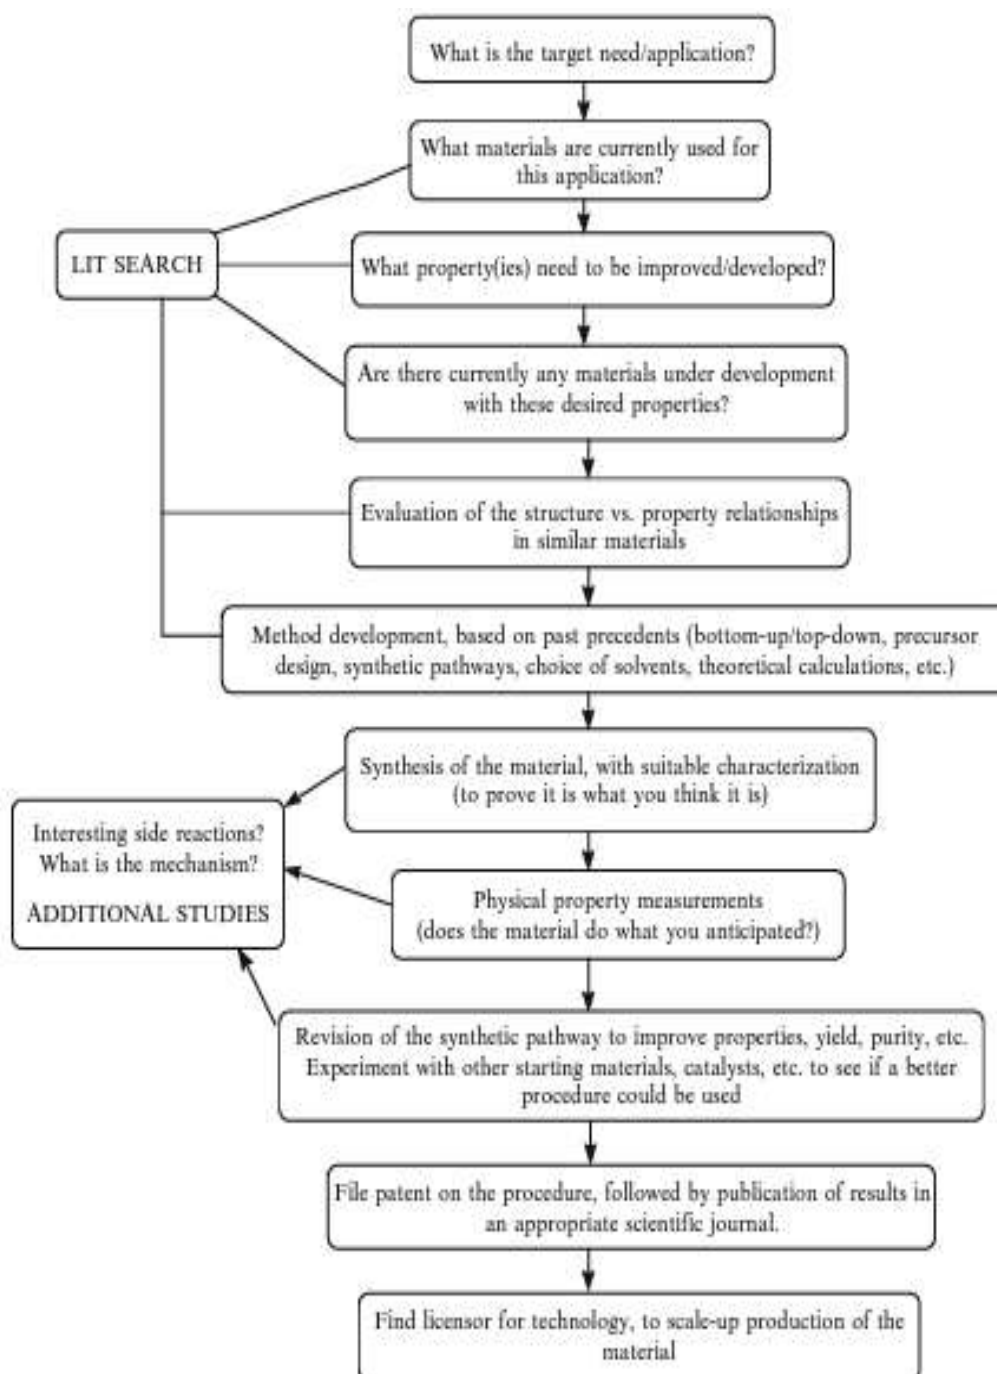 What is the target need/application?
What materials are currently used for
this application?
LIT SEARCH
What property(ies) need to be improved/developed?
Are there currently any materials under development
with these desired properties?
Evaluation of the structure vs. property relationships
in similar materials
Method development, based on past precedents (bottom-up/top-down, precursor
design, synthetic pathways, choice of solvents, theoretical calculations, etc.)
Synthesis of the material, with suitable characterization
(to prove it is what you think it is)
Interesting side reactions?
What is the mechanism?
ADDITIONAL STUDIES
Physical property measurements
(does the material do what you anticipated?)
Revision of the synthetic pathway to improve properties, yield, purity, etc.
Experiment with other starting materials, catalysts, etc. to see if a better
procedure could be used
File patent on the procedure, followed by publication of results in
an appropriate scientific journal.
Find licensor for technology, to scale-up production of the
material